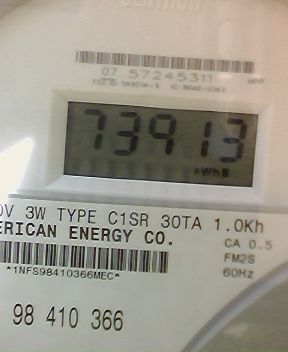 CENTRON
07 57245311
73913
kWh
0V 3W TYPE C1SR 30TA 1.0Kh
ERICAN ENERGY CO.
CA 0.5
FM2S
*1NFS98410366MEC*
60Hz
98 410 366